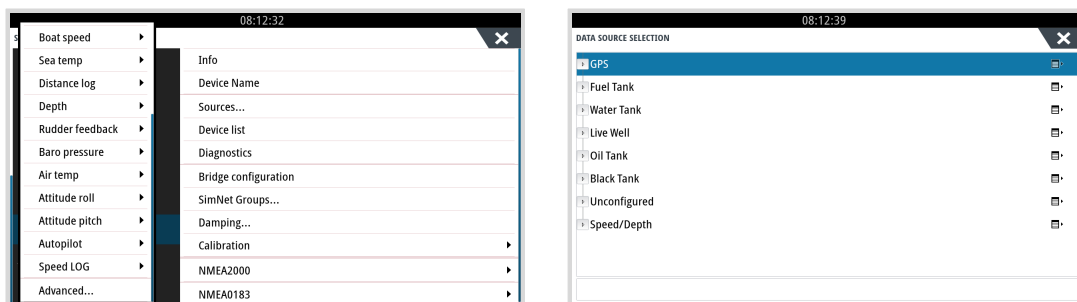 08:12:32
S
Boat speed
Sea temp
Distance log
Depth
Rudder feedback
Baro pressure
Air temp
Attitude roll
Attitude pitch
Autopilot
Speed LOG
Advanced...
Info
Device Name
Sources...
Device list
Diagnostics
Bridge configuration
SimNet Groups...
Damping...
Calibration
NMEA2000
NMEA0183
08:12:39
DATA SOURCE SELECTION
GPS
Fuel Tank
Water Tank
Live Well
Oil Tank
Black Tank
Unconfigured
Speed/Depth